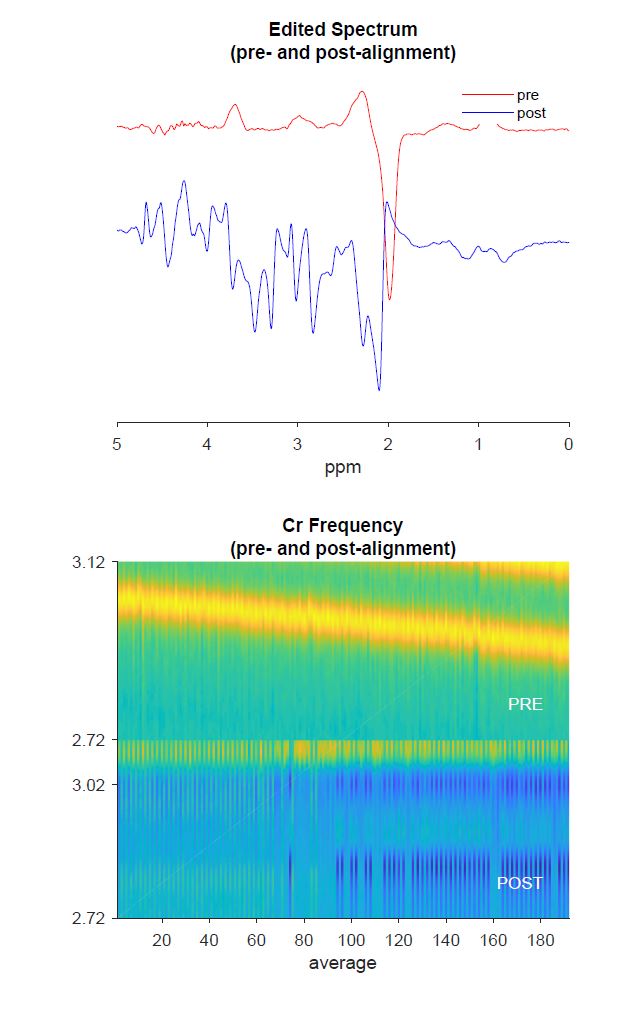 Edited Spectrum
(pre- and post-alignment)
pre
post
5 4 3 2 1 0
ppm
Cr Frequency
(pre- and post-alignment)
3.12
PRE
2.72
3.02
POST
2.72
20 40 60 80 100 120 140 160 180
average